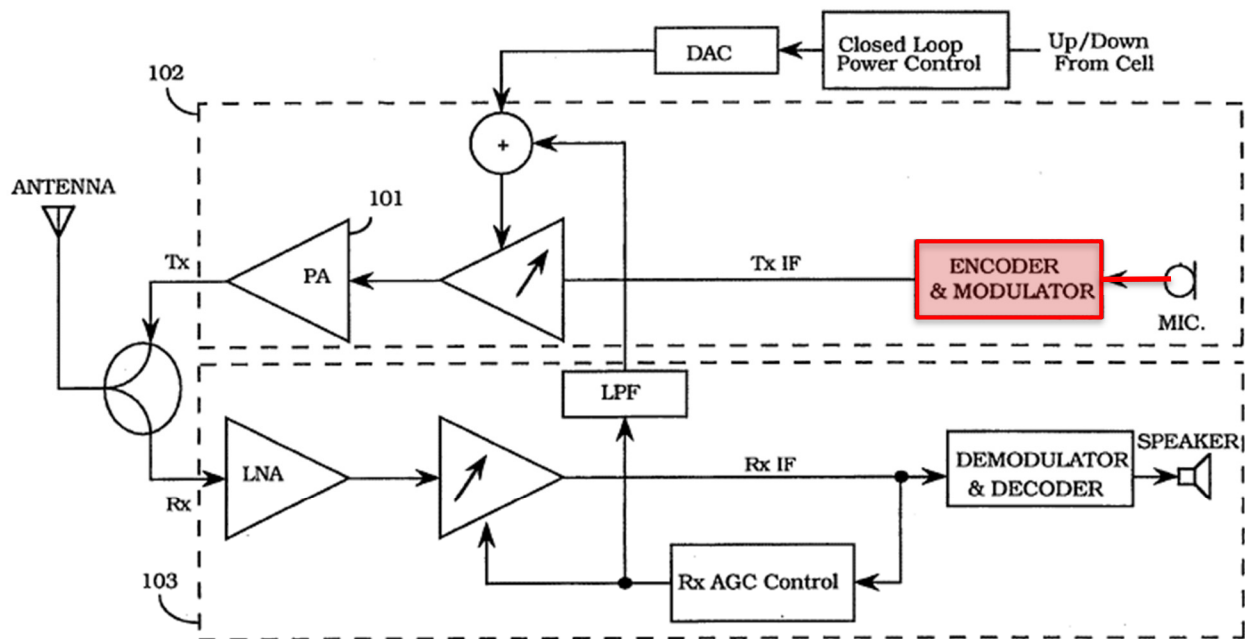 DAC
Closed Loop
Power Control
Up/Down
From Cell
102
+
ANTENNA
101
Tx
PA
Tx IF
ENCODER
& MODULATOR
MIC.
LPF
Rx
LNA
Rx IF
DEMODULATOR
& DECODER
SPEAKER
Rx AGC Control
103